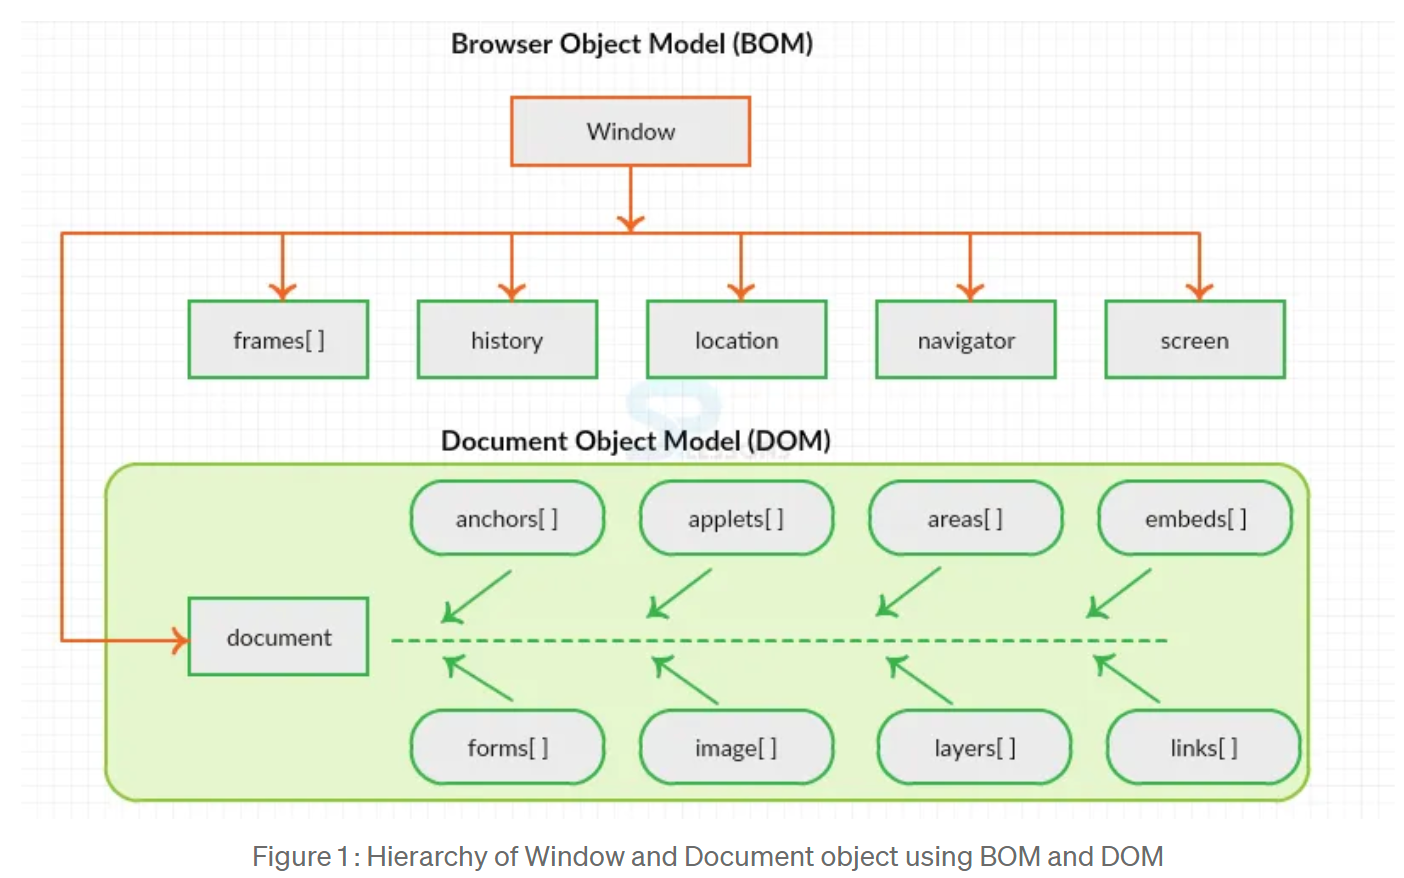 Browser Object Model (BOM)
Window
frames[ ]
history
location
navigator
screen
Document Object Model (DOM)
anchors[ ]
applets[ ]
areas[ ]
embeds[ ]
document
forms[ ]
image[ ]
layers[ ]
links[ ]
Figure 1: Hierarchy of Window and Document object using BOM and DOM